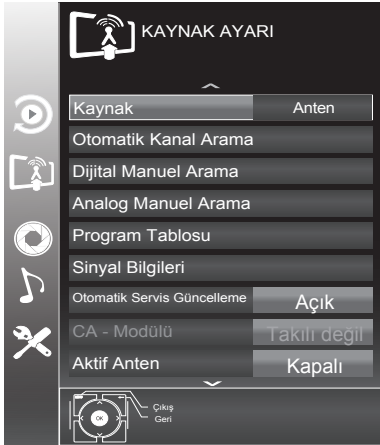 KAYNAK AYARI
Kaynak Anten
Otomatik Kanal Arama
Dijital Manuel Arama
Analog Manuel Arama
Program Tablosu
Sinyal Bilgileri
Otomatik Servis Güncelleme Açık
CA - Modülü Takılı değil
Aktif Anten Kapalı
Çıkış
Geri
OK